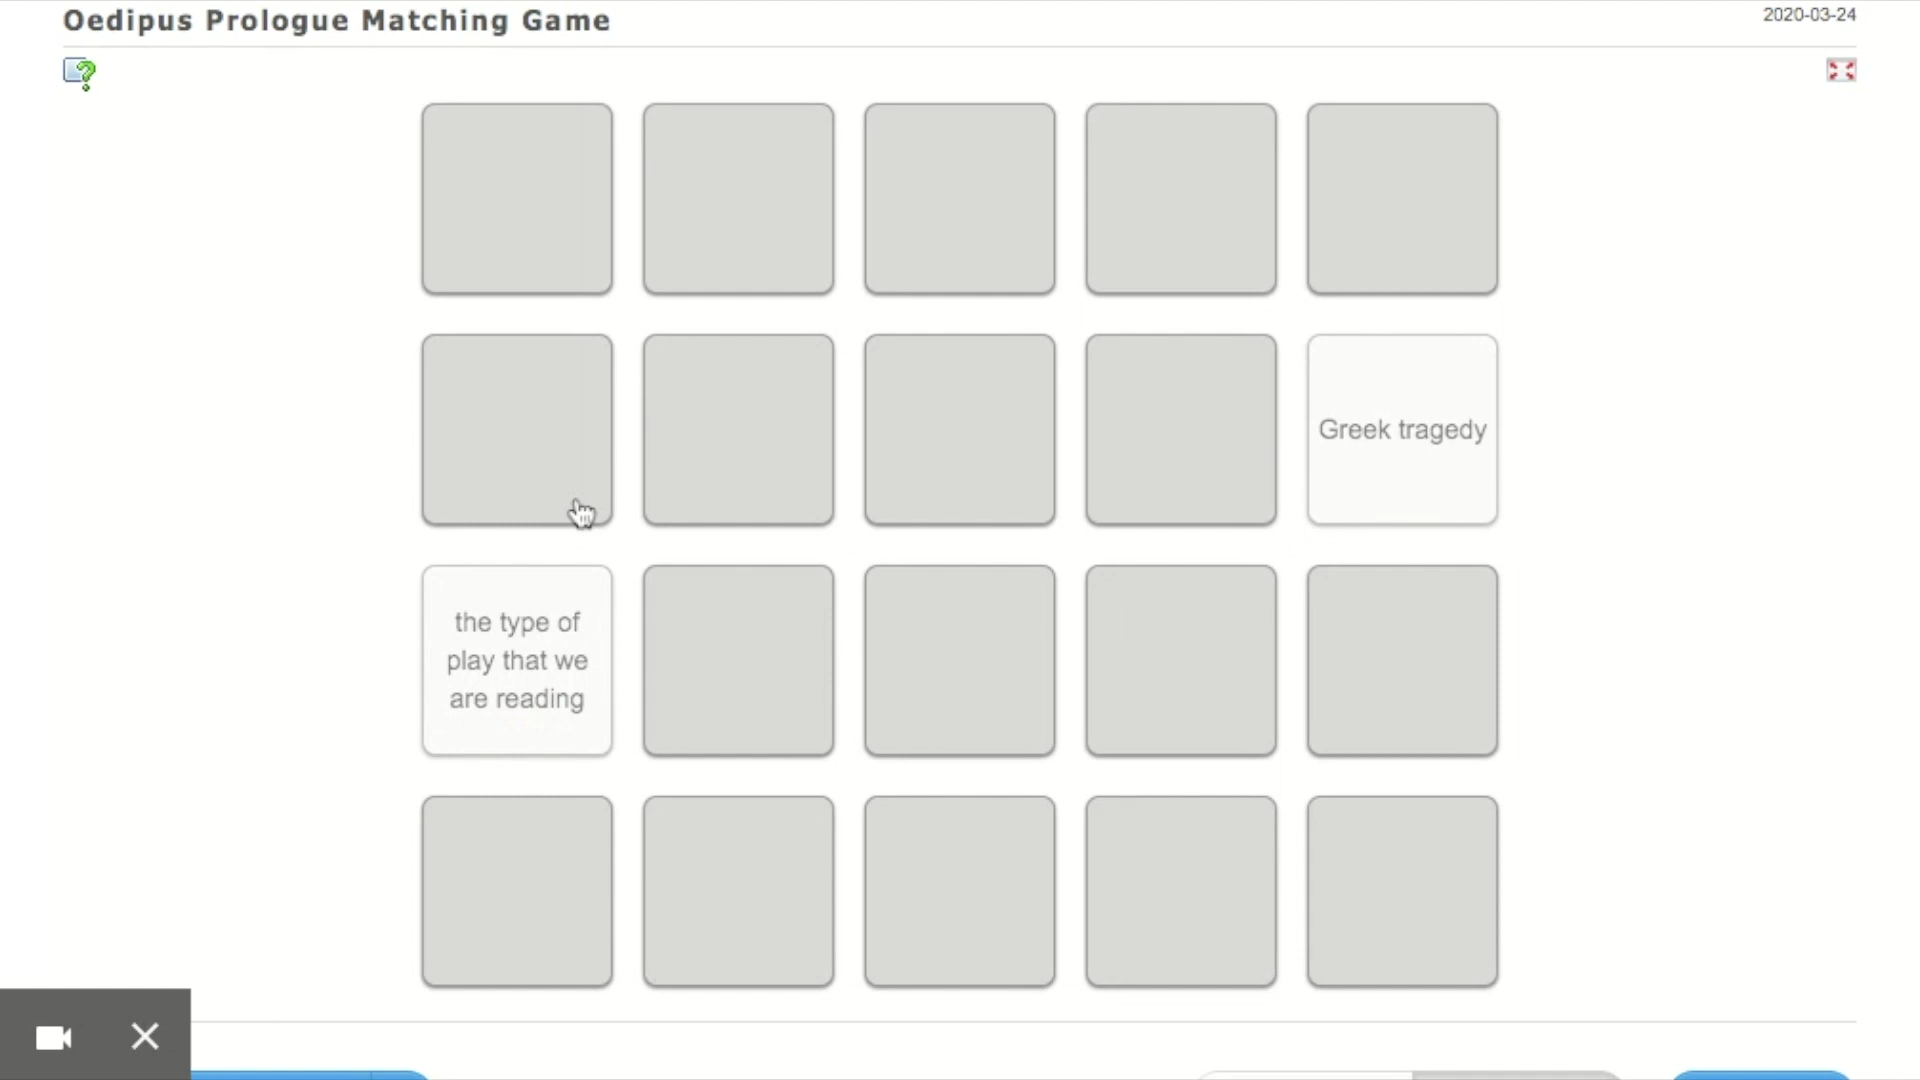 Oedipus Prologue Matching Game
2020-03-24
Greek tragedy
the type of
play that we
are reading